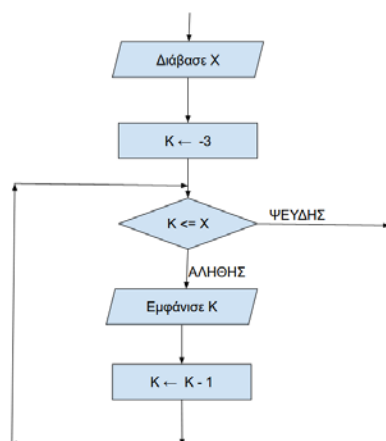 Διάβασε Χ
Κ ← -3
Κ <= Χ
ΨΕΥΔΗΣ
ΑΛΗΘΗΣ
Εμφάνισε Κ
Κ ← Κ - 1